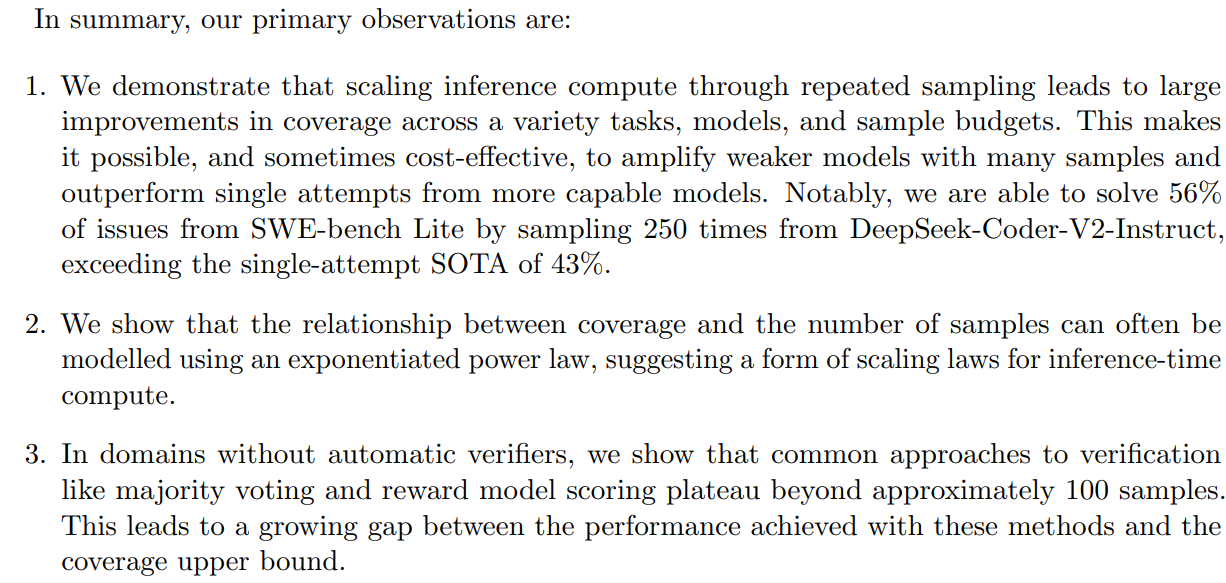 In summary, our primary observations are:
1. We demonstrate that scaling inference compute through repeated sampling leads to large
improvements in coverage across a variety tasks, models, and sample budgets. This makes
it possible, and sometimes cost-effective, to amplify weaker models with many samples and
outperform single attempts from more capable models. Notably, we are able to solve 56%
of issues from SWE-bench Lite by sampling 250 times from DeepSeek-Coder-V2-Instruct,
exceeding the single-attempt SOTA of 43%.
2. We show that the relationship between coverage and the number of samples can often be
modelled using an exponentiated power law, suggesting a form of scaling laws for inference-time
compute.
3. In domains without automatic verifiers, we show that common approaches to verification
like majority voting and reward model scoring plateau beyond approximately 100 samples.
This leads to a growing gap between the performance achieved with these methods and the
coverage upper bound.